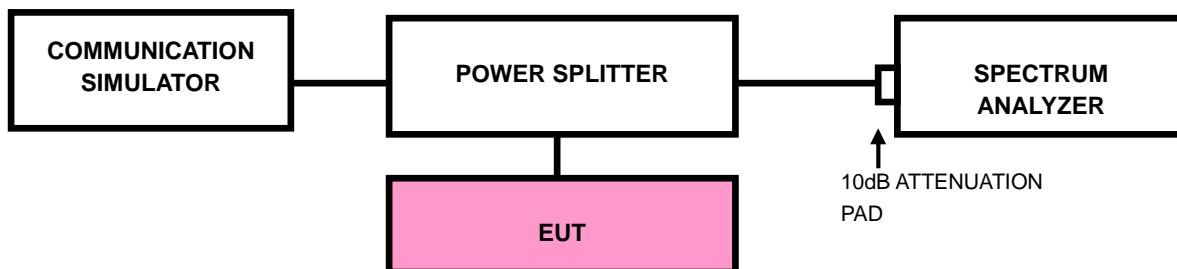 COMMUNICATION
SIMULATOR
POWER SPLITTER
SPECTRUM
ANALYZER
10dB ATTENUATION
PAD
EUT